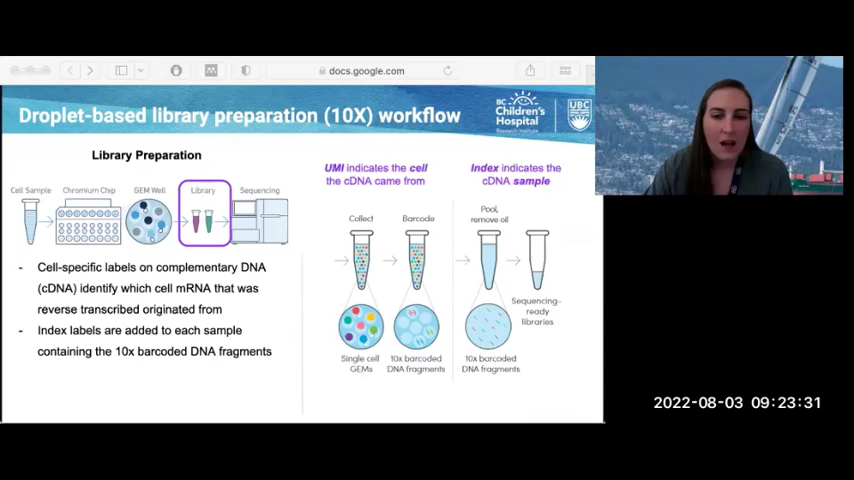 docs.google.com
Droplet-based library preparation (10X) workflow
BC
Children's
Hospital
Research Institute
UBC
Library Preparation
UMI indicates the cell
the cDNA came from
Index indicates the
cDNA sample
Cell Sample
Chromium Chip
GEM Well
Library
Sequencing
Collect
Barcode
Pool,
remove oil
- Cell-specific labels on complementary DNA
(cDNA) identify which cell mRNA that was
reverse transcribed originated from
- Index labels are added to each sample
containing the 10x barcoded DNA fragments
Sequencing-
ready
libraries
Single cell
GEMs
10x barcoded
DNA fragments
10x barcoded
DNA fragments
2022-08-03 09:23:31